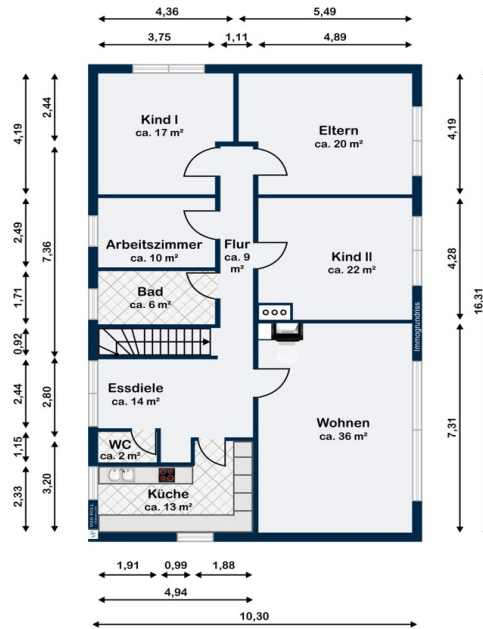 4,36
5,49
3,75
1,11
4,89
4,19
2,44
2,49
7,36
1,71
0,92
2,44
2,80
1,15
3,20
2,33
Kind I
ca. 17 m²
Eltern
ca. 20 m²
Arbeitszimmer
ca. 10 m²
Flur
ca. 9
m²
Kind II
ca. 22 m²
Bad
ca. 6 m²
Essdiele
ca. 14 m²
Wohnen
ca. 36 m²
WC
ca. 2 m²
Küche
ca. 13 m²
Immogrundriss
4,19
4,28
16,31
7,31
VON POLL
1,91
0,99
1,88
4,94
10,30